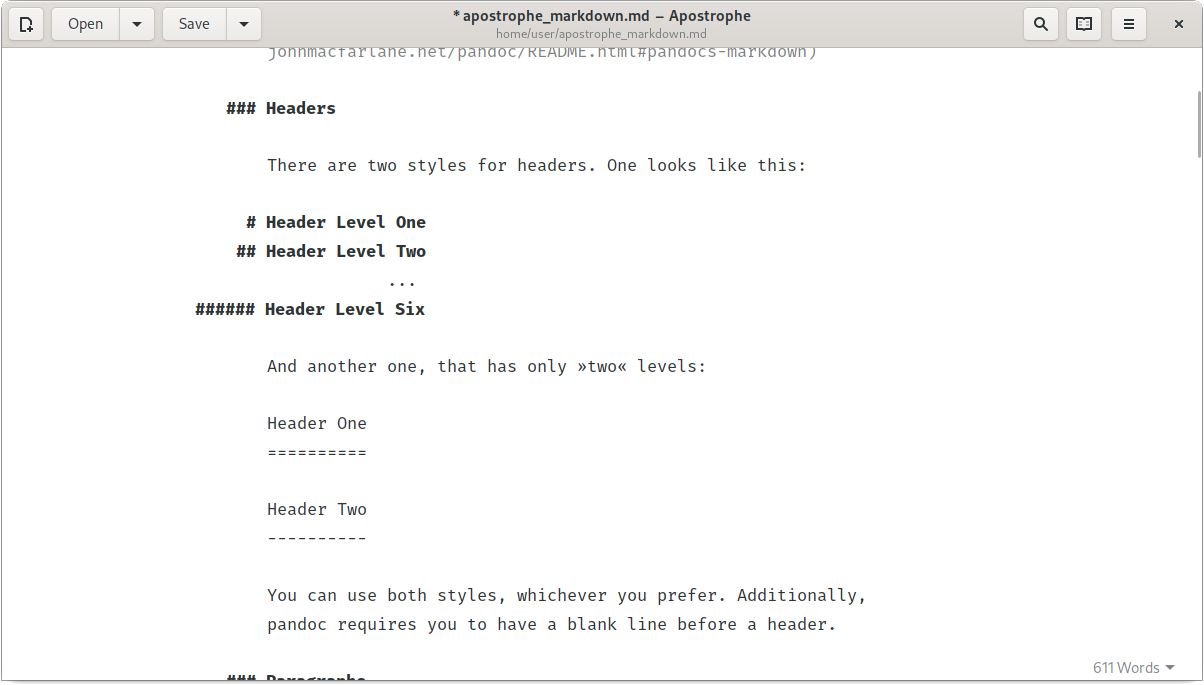 Open
Save
*apostrophe_markdown.md – Apostrophe
home/user/apostrophe_markdown.md
johnmacfarlane.net/pandoc/README.html#pandocs-markdown)
### Headers
There are two styles for headers. One looks like this:
# Header Level One
## Header Level Two
...
###### Header Level Six
And another one, that has only »two« levels:
Header One
==========
Header Two
----------
You can use both styles, whichever you prefer. Additionally,
pandoc requires you to have a blank line before a header.
### Paragraphs
611 Words